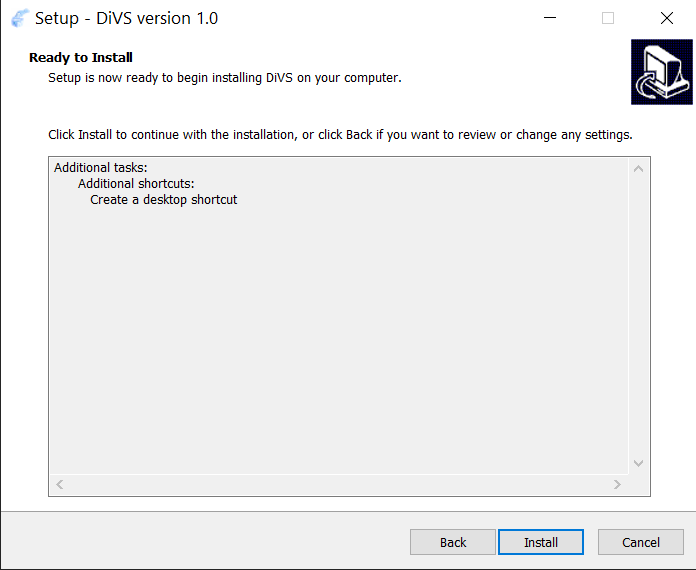 Setup - DiVS version 1.0
Ready to Install
Setup is now ready to begin installing DiVS on your computer.
Click Install to continue with the installation, or click Back if you want to review or change any settings.
Additional tasks:
Additional shortcuts:
Create a desktop shortcut
Back Install Cancel